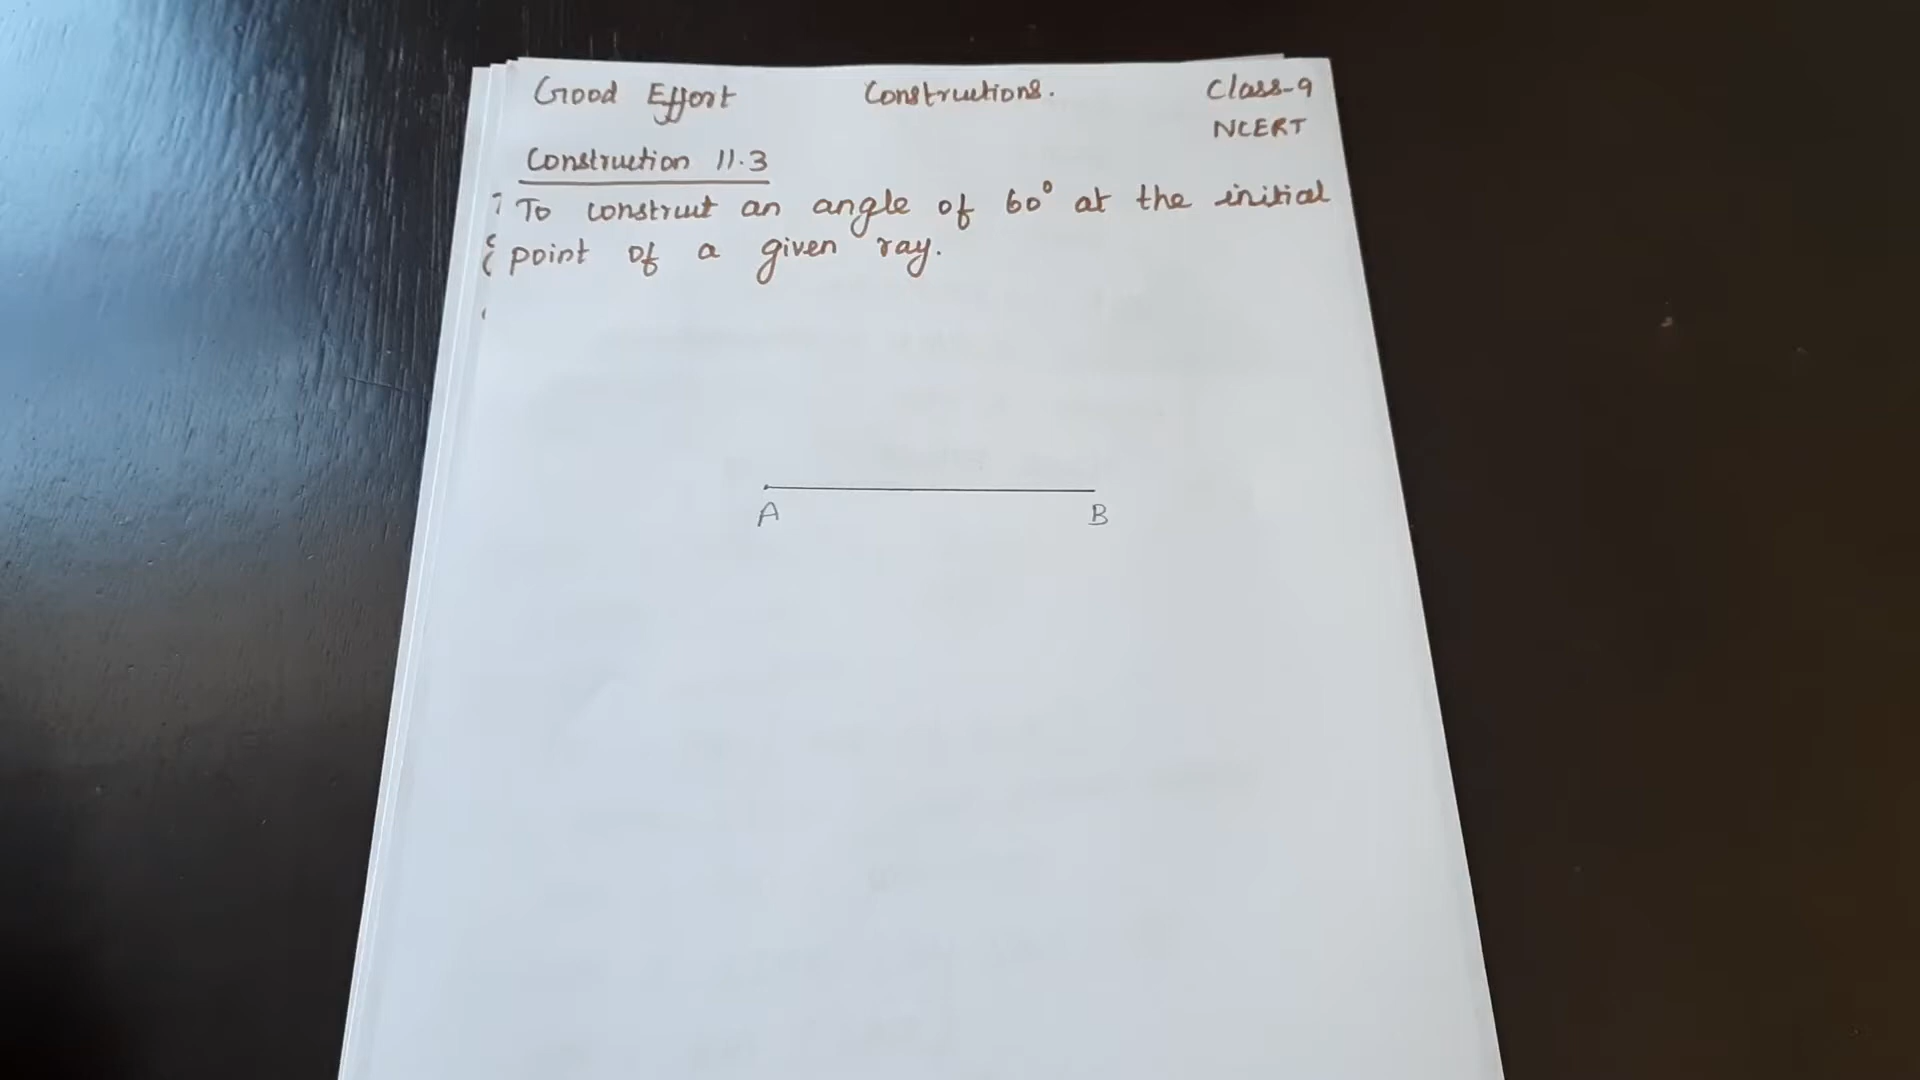 Good Effort Constructions. Class-9
NCERT
Construction 11.3
To construct an angle of 60° at the initial
point of a given ray.
A B